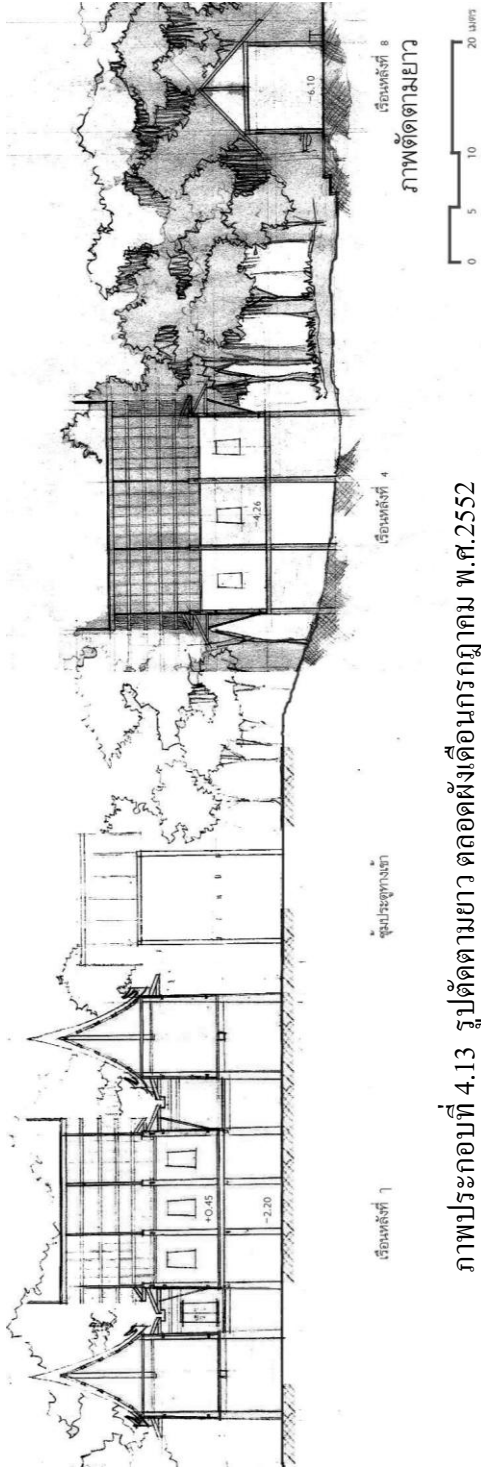 +0.45
-2.20
-4.26
-6.10
เรือนหลังที่ 1
ซุ้มประตูทางเข้า
เรือนหลังที่ 4
เรือนหลังที่ 8
ภาพตัดตามยาว
0 5 10 20 เมตร
ภาพประกอบที่ 4.13 รูปตัดตามยาว ตลอดผังเดือนกรกฎาคม พ.ศ.2552